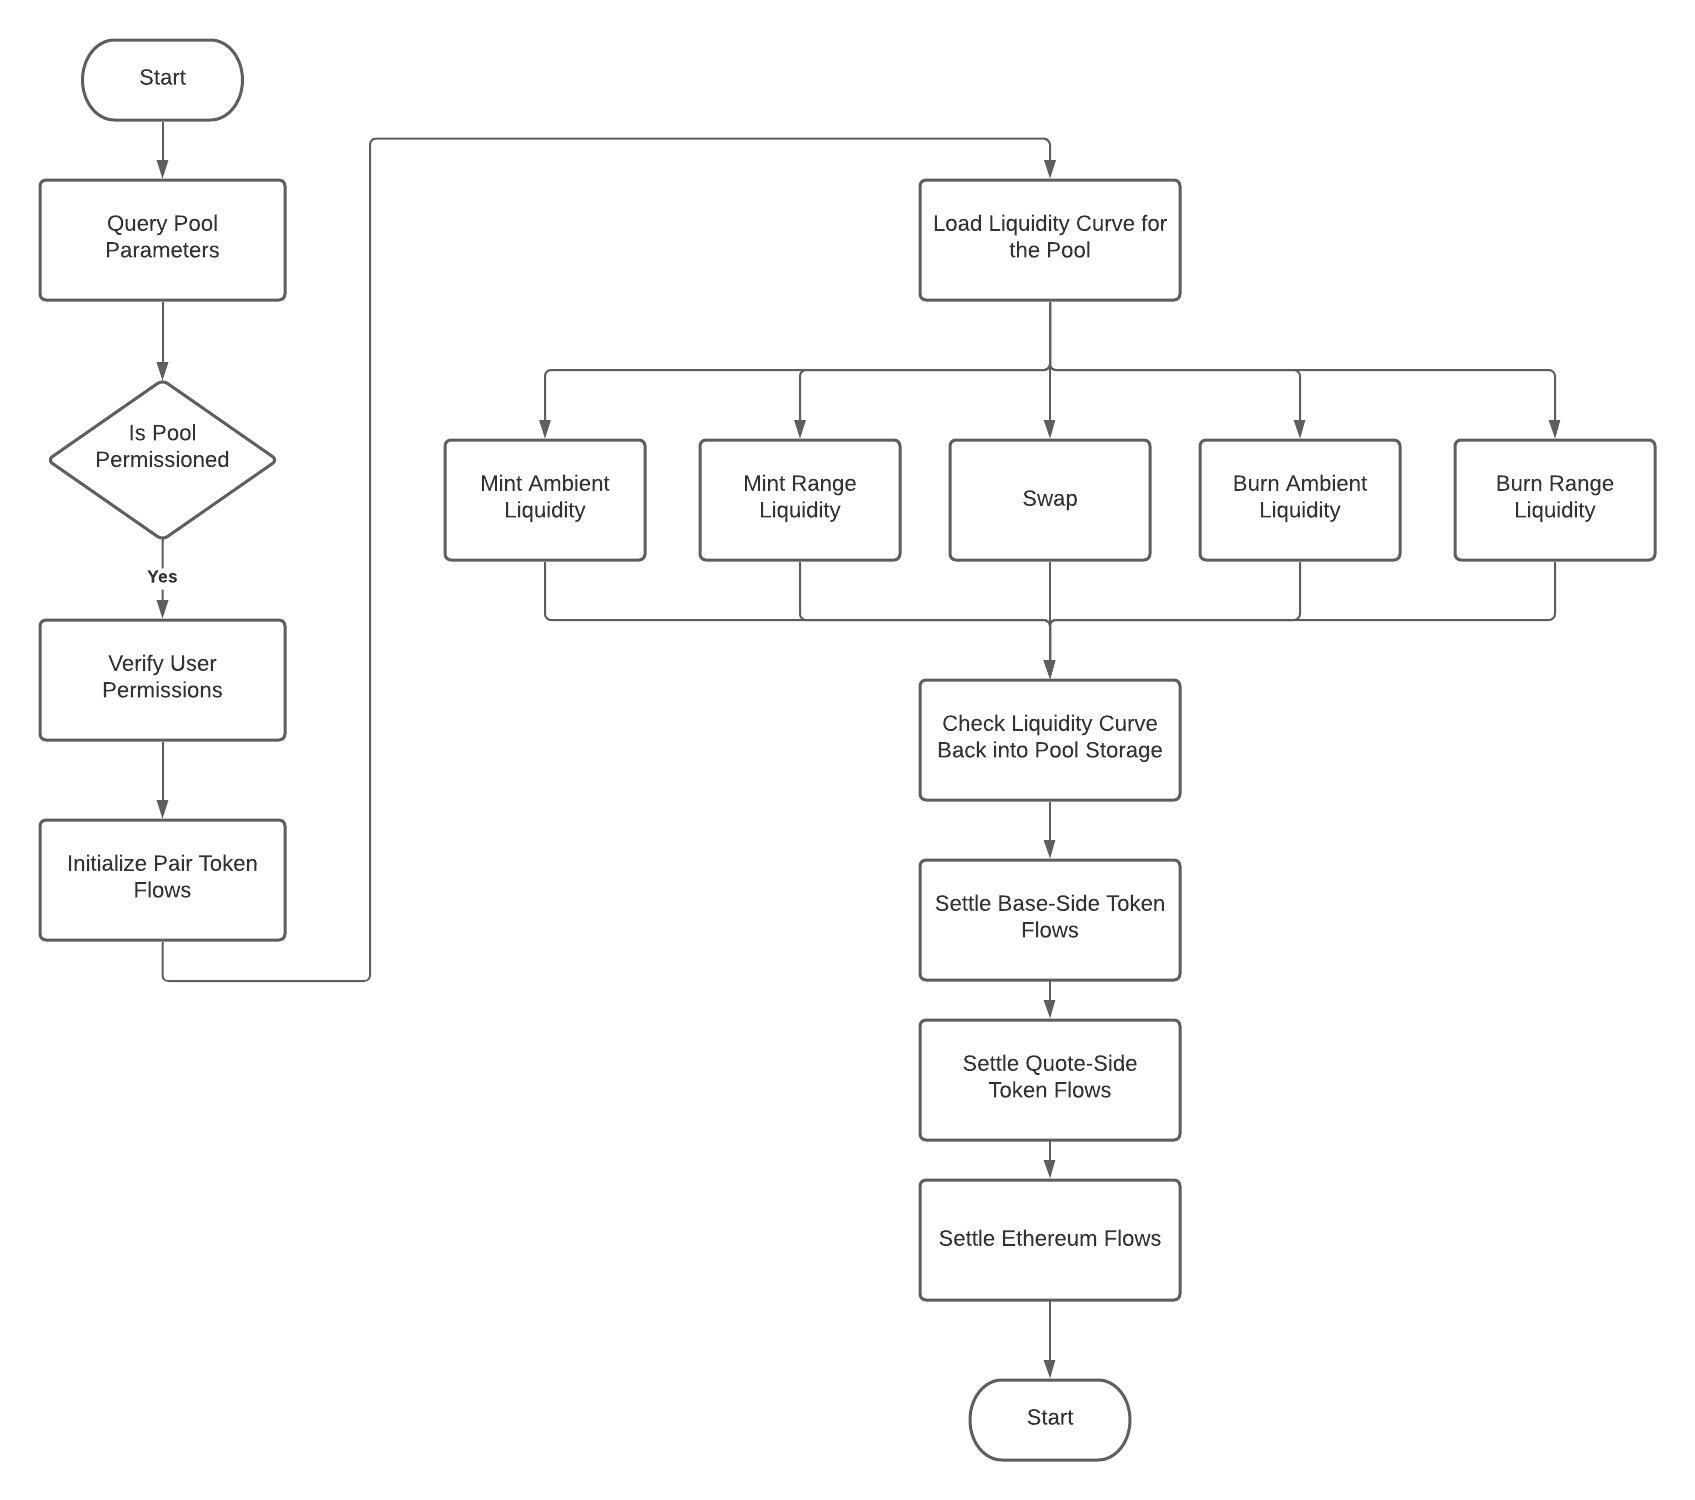 Start
Query Pool
Parameters
Is Pool
Permissioned
Yes
Verify User
Permissions
Initialize Pair Token
Flows
Load Liquidity Curve for
the Pool
Mint Ambient
Liquidity
Mint Range
Liquidity
Swap
Burn Ambient
Liquidity
Burn Range
Liquidity
Check Liquidity Curve
Back into Pool Storage
Settle Base-Side Token
Flows
Settle Quote-Side
Token Flows
Settle Ethereum Flows
Start